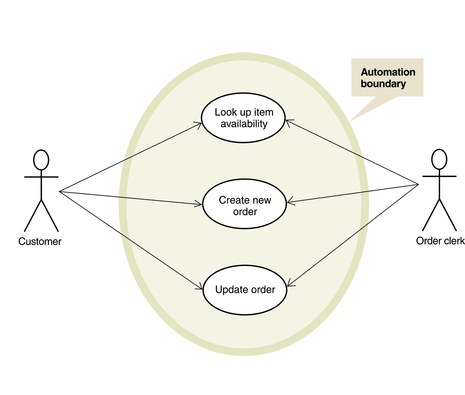 Automation
boundary
Look up item
availability
Create new
order
Customer
Order clerk
Update order